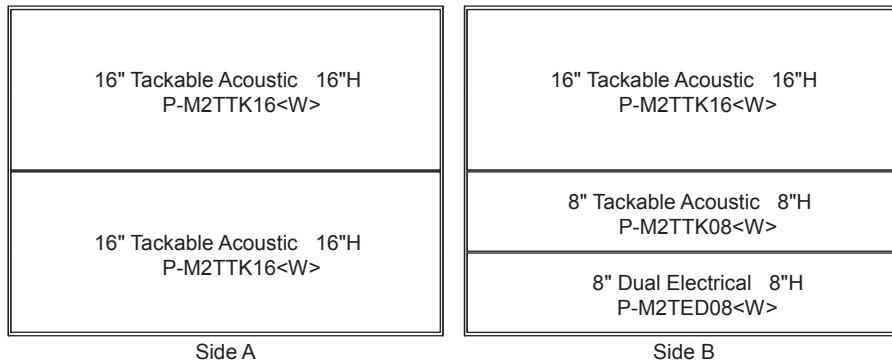 16" Tackable Acoustic   16"H
P-M2TTK16<W>
16" Tackable Acoustic   16"H
P-M2TTK16<W>
Side A
16" Tackable Acoustic   16"H
P-M2TTK16<W>
8" Tackable Acoustic   8"H
P-M2TTK08<W>
8" Dual Electrical   8"H
P-M2TED08<W>
Side B